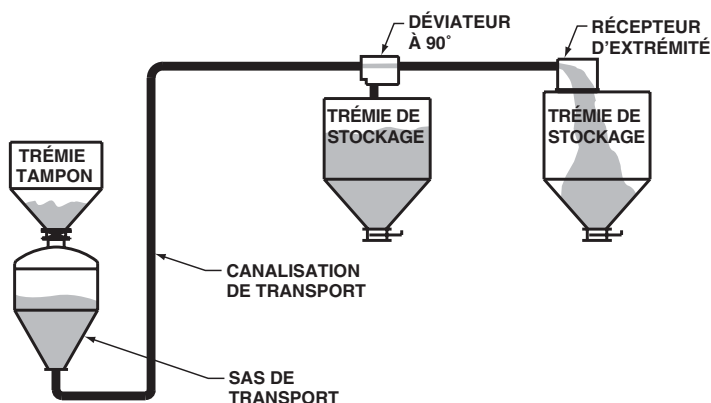 DÉVIATEUR
À 90˚
RÉCEPTEUR
D'EXTRÉMITÉ
TRÉMIE DE
STOCKAGE
TRÉMIE DE
STOCKAGE
TRÉMIE
TAMPON
CANALISATION
DE TRANSPORT
SAS DE
TRANSPORT